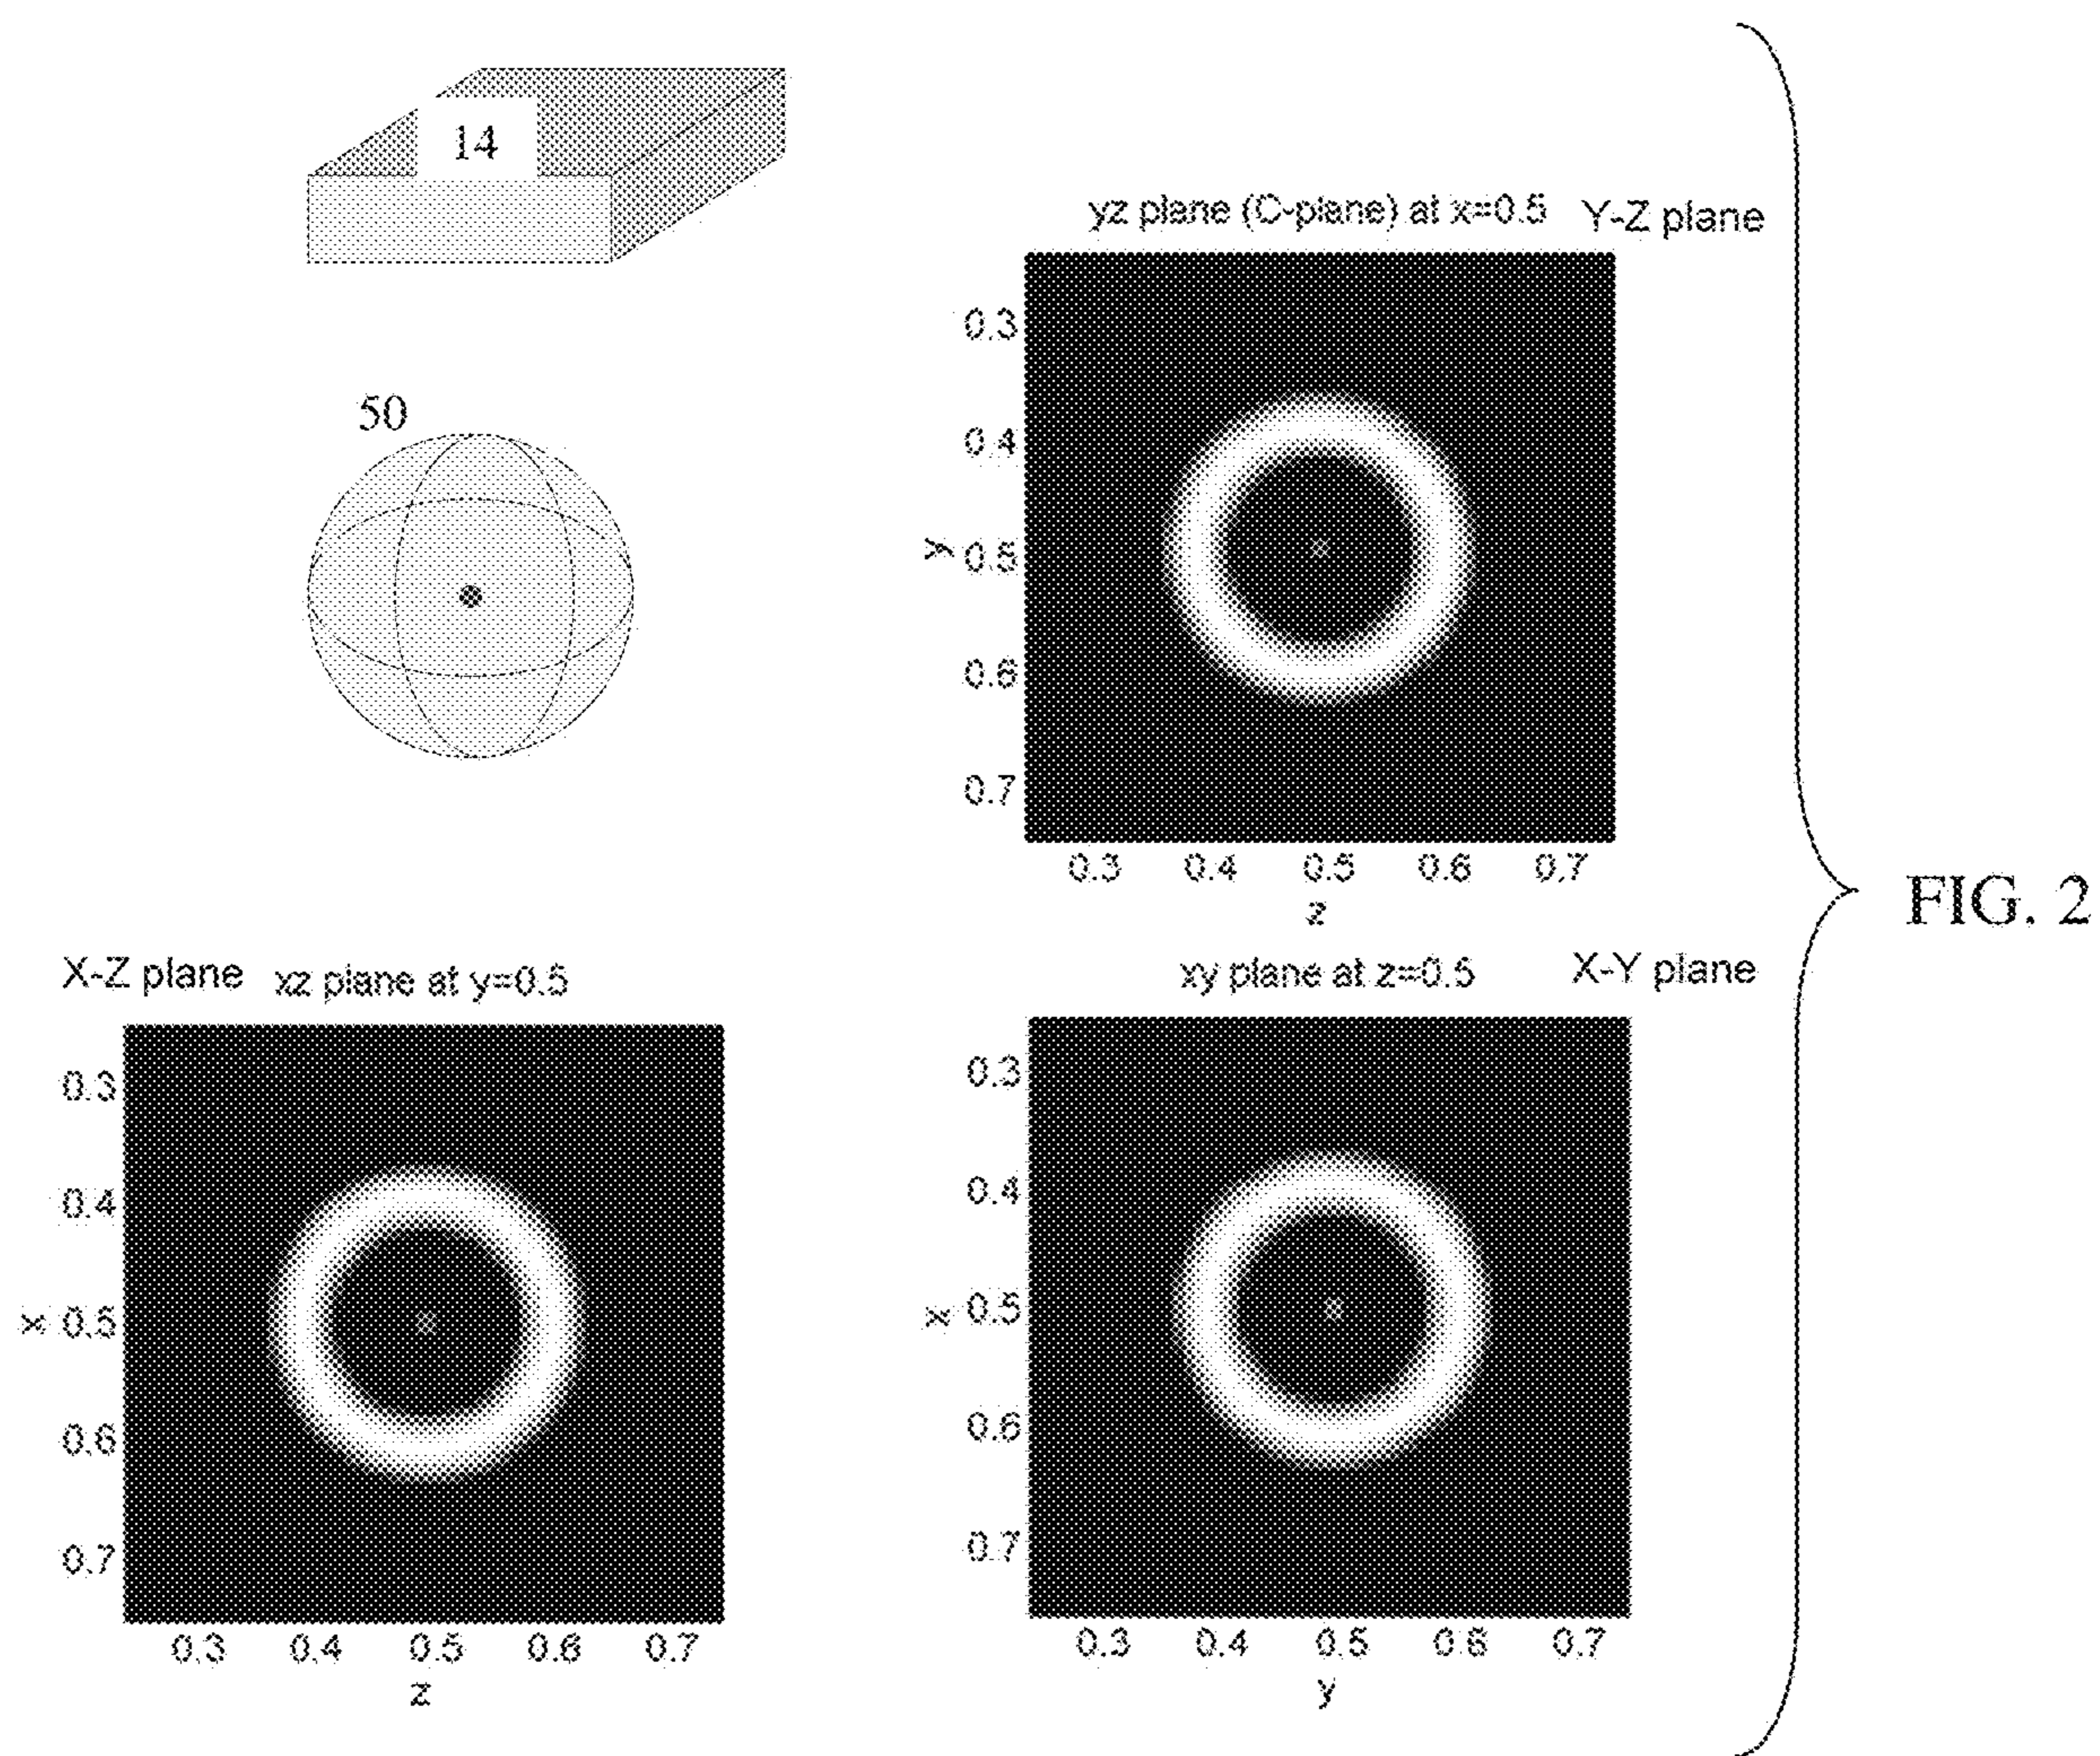 14
50
yz plane (C-plane) at x=0.5 Y-Z plane
0.3
0.4
y 0.5
0.6
0.7
0.3 0.4 0.5 0.6 0.7
z
FIG. 2
X-Z plane xz plane at y=0.5
0.3
0.4
x 0.5
0.6
0.7
0.3 0.4 0.5 0.6 0.7
z
xy plane at z=0.5 X-Y plane
0.3
0.4
x 0.5
0.6
0.7
0.3 0.4 0.5 0.6 0.7
y